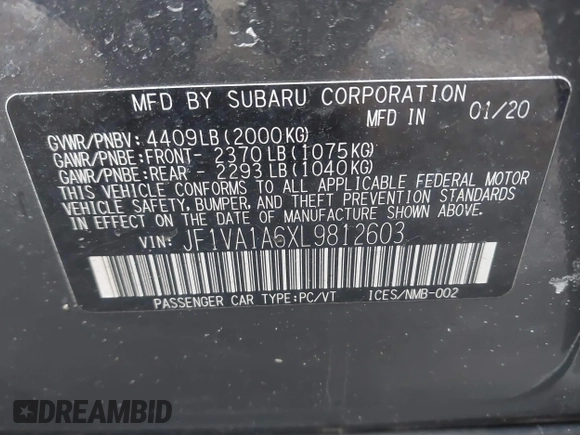 MFD BY SUBARU CORPORATION
MFD IN 01/20
GVWR/PNBV: 4409LB(2000KG)
GAWR/PNBE:FRONT- 2370LB(1075KG)
GAWR/PNBE:REAR - 2293LB(1040KG)
THIS VEHICLE CONFORMS TO ALL APPLICABLE FEDERAL MOTOR
VEHICLE SAFETY, BUMPER, AND THEFT PREVENTION STANDARDS
IN EFFECT ON THE DATE OF MANUFACTURE SHOWN ABOVE.
VIN: JF1VA1A6XL9812603
PASSENGER CAR TYPE:PC/VT ICES/NMB-002
DREAMBID